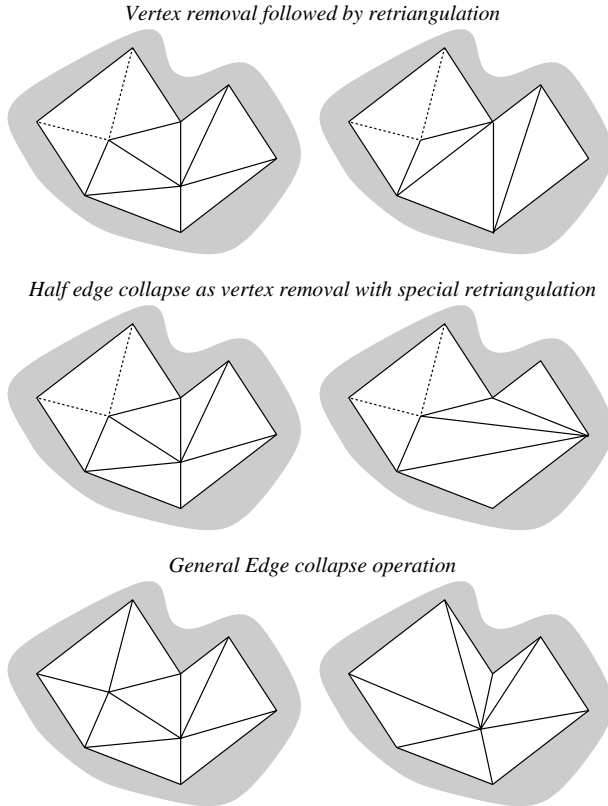 Vertex removal followed by retriangulation
Half edge collapse as vertex removal with special retriangulation
General Edge collapse operation